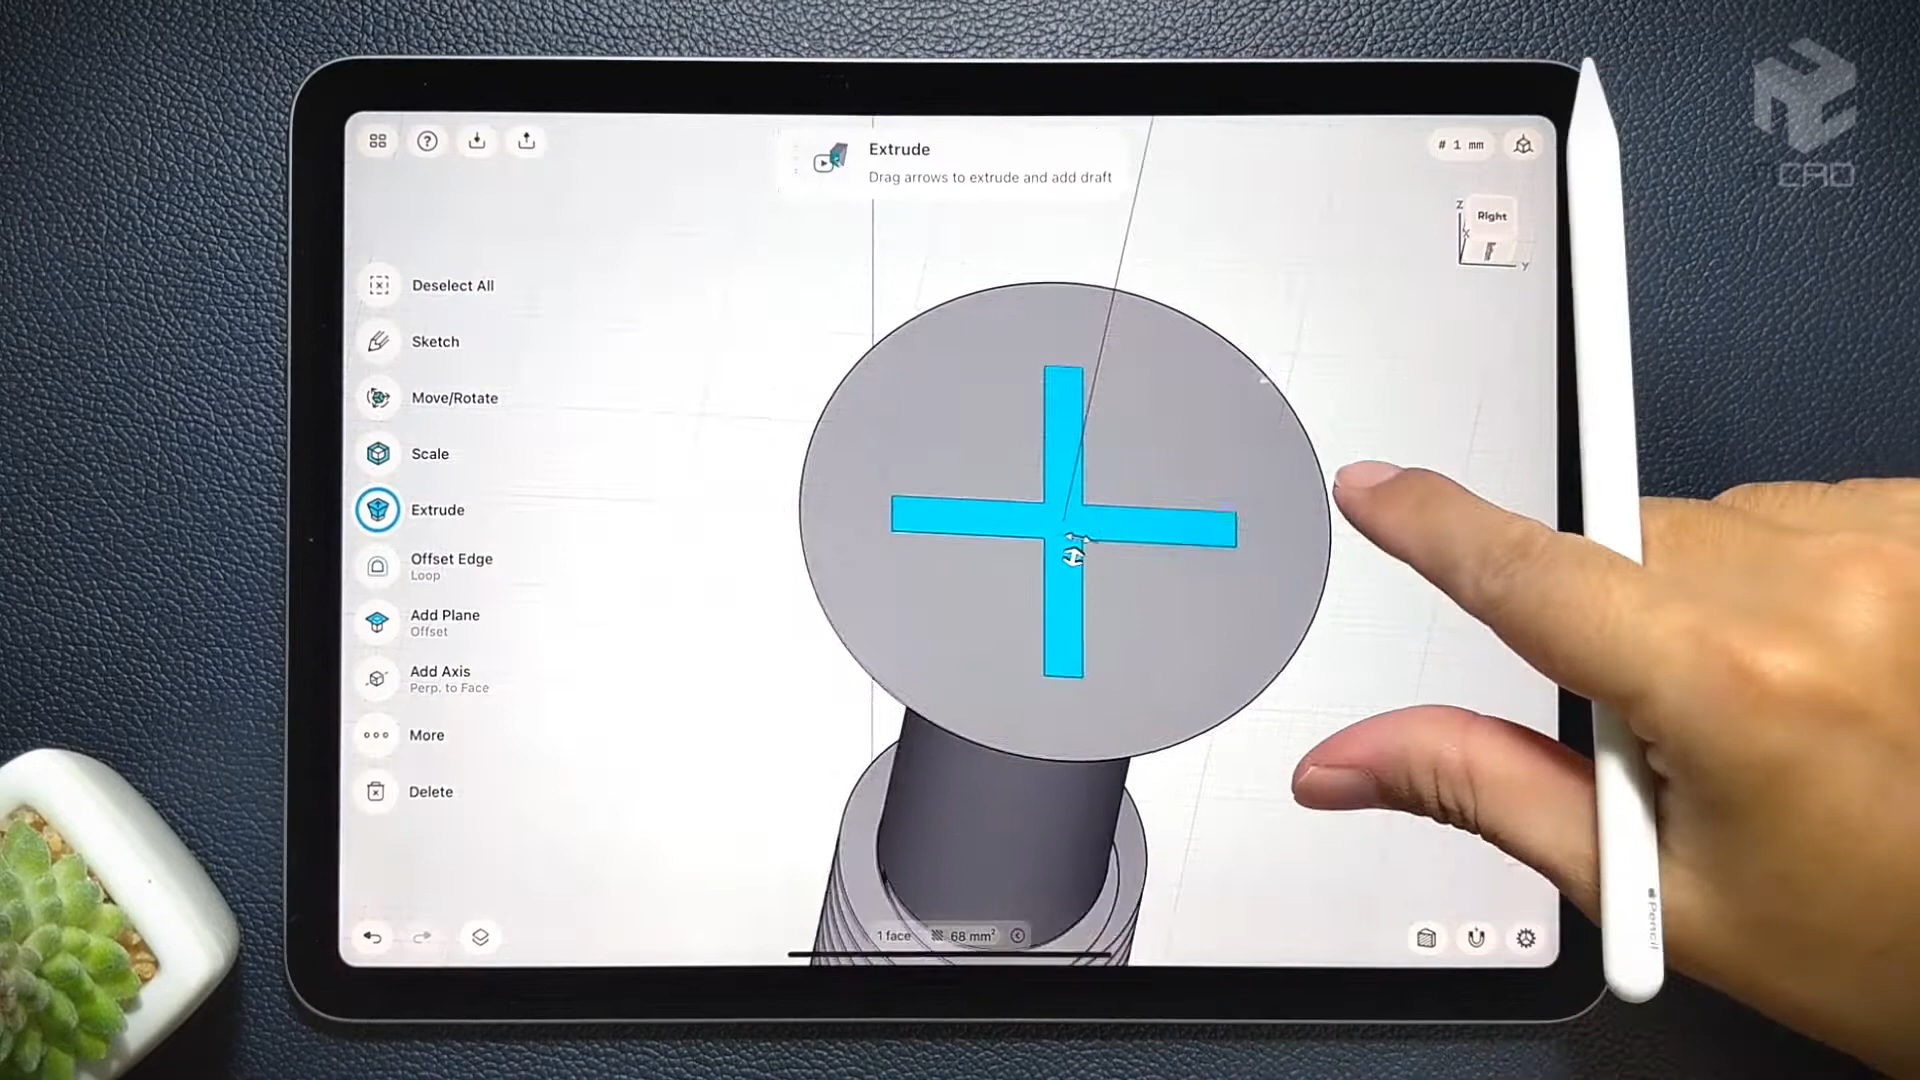 Extrude
Drag arrows to extrude and add draft
# 1 mm
CAD
Z
Right
X
F
Y
Deselect All
Sketch
Move/Rotate
Scale
Extrude
Offset Edge
Loop
Add Plane
Offset
Add Axis
Perp. to Face
More
Delete
1 face
68 mm²
Pencil